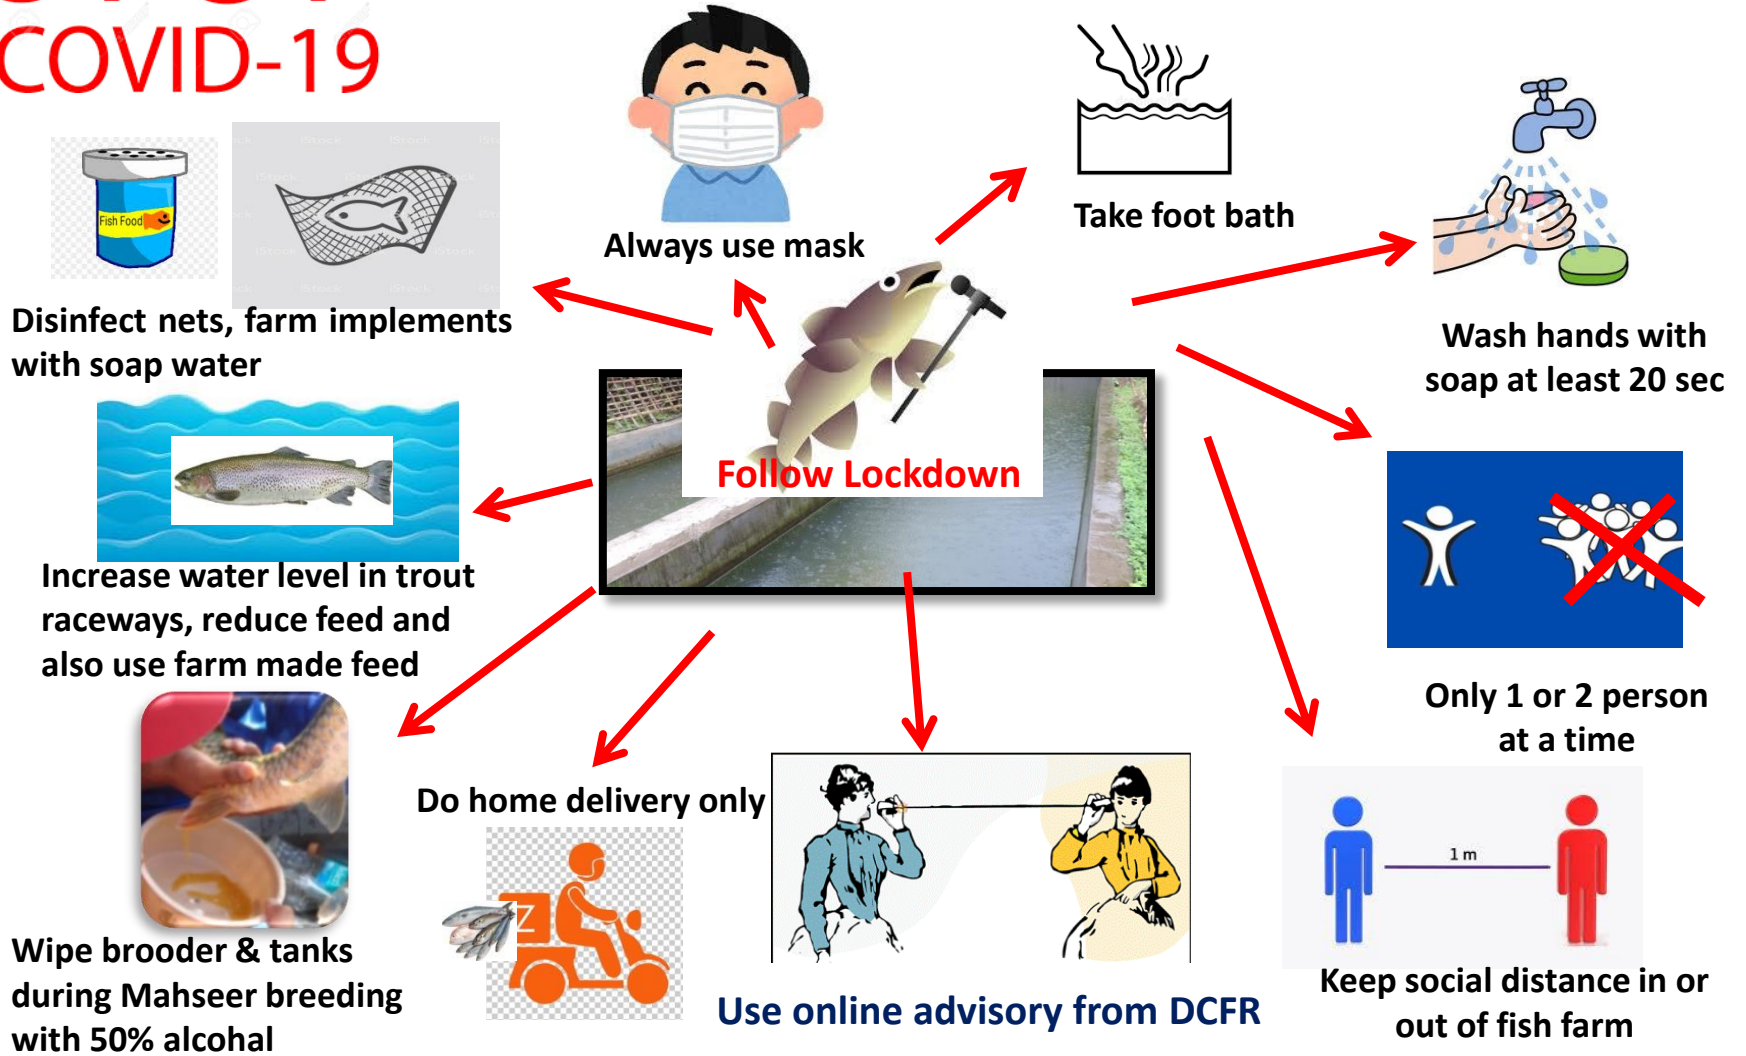 COVID-19
Fish Food
iStock
Always use mask
Take foot bath
Disinfect nets, farm implements
with soap water
Wash hands with
soap at least 20 sec
Follow Lockdown
Increase water level in trout
raceways, reduce feed and
also use farm made feed
Only 1 or 2 person
at a time
Do home delivery only
Z
1 m
Wipe brooder & tanks
during Mahseer breeding
with 50% alcohal
Use online advisory from DCFR
Keep social distance in or
out of fish farm